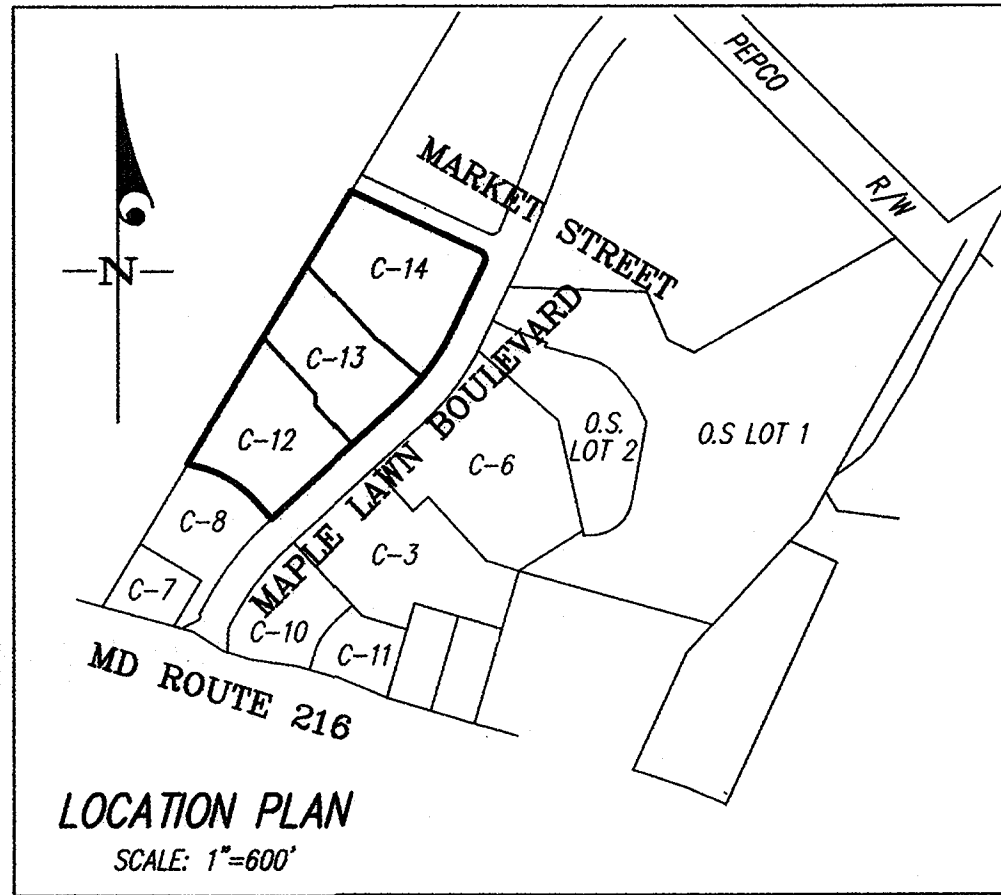 PEPCO
R/W
MARKET STREET
N
C-14
C-13
C-12
MAPLE LAWN BOULEVARD
O.S.
LOT 2
O.S LOT 1
C-6
C-8
C-3
C-7
C-10
C-11
MD ROUTE 216
LOCATION PLAN
SCALE: 1"=600'